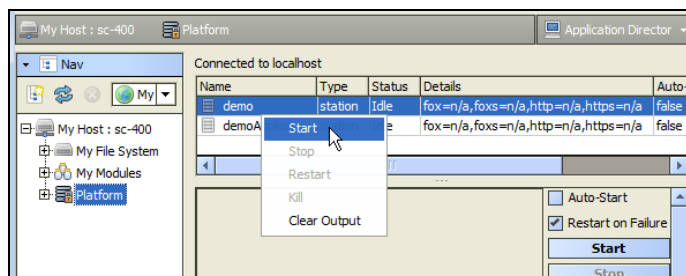 My Host : sc-400 Platform Application Director
Nav
Connected to localhost
My
Name Type Status Details Auto-
demo station Idle fox=n/a,foxs=n/a,http=n/a,https=n/a false
demoA fox=n/a,foxs=n/a,http=n/a,https=n/a false
Start
Stop
Restart
Kill
Clear Output
My Host : sc-400
My File System
My Modules
Platform
Auto-Start
Restart on Failure
Start
Stop